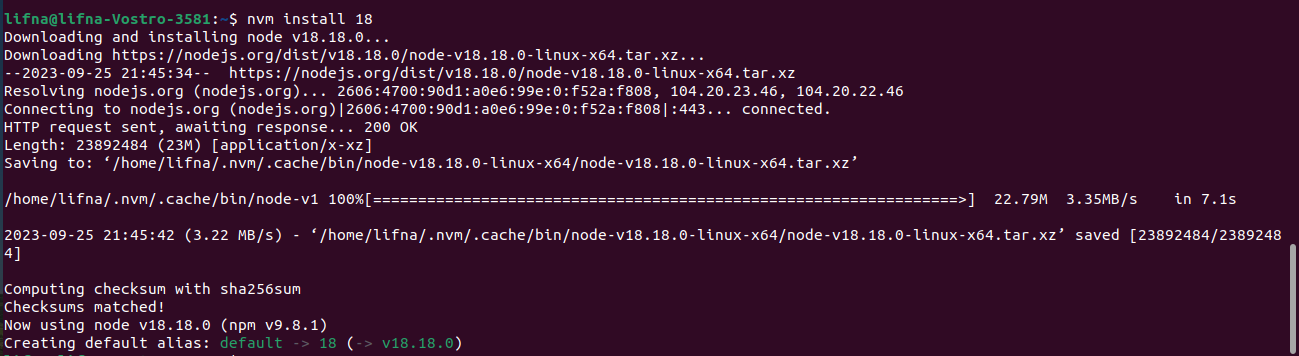 lifna@lifna-Vostro-3581:~$ nvm install 18
Downloading and installing node v18.18.0...
Downloading https://nodejs.org/dist/v18.18.0/node-v18.18.0-linux-x64.tar.xz...
--2023-09-25 21:45:34--  https://nodejs.org/dist/v18.18.0/node-v18.18.0-linux-x64.tar.xz
Resolving nodejs.org (nodejs.org)... 2606:4700:90d1:a0e6:99e:0:f52a:f808, 104.20.23.46, 104.20.22.46
Connecting to nodejs.org (nodejs.org)|2606:4700:90d1:a0e6:99e:0:f52a:f808|:443... connected.
HTTP request sent, awaiting response... 200 OK
Length: 23892484 (23M) [application/x-xz]
Saving to: ‘/home/lifna/.nvm/.cache/bin/node-v18.18.0-linux-x64/node-v18.18.0-linux-x64.tar.xz’
/home/lifna/.nvm/.cache/bin/node-v1 100%[=================================================================>]  22.79M  3.35MB/s    in 7.1s
2023-09-25 21:45:42 (3.22 MB/s) - ‘/home/lifna/.nvm/.cache/bin/node-v18.18.0-linux-x64/node-v18.18.0-linux-x64.tar.xz’ saved [23892484/2389248
4]
Computing checksum with sha256sum
Checksums matched!
Now using node v18.18.0 (npm v9.8.1)
Creating default alias: default -> 18 (-> v18.18.0)